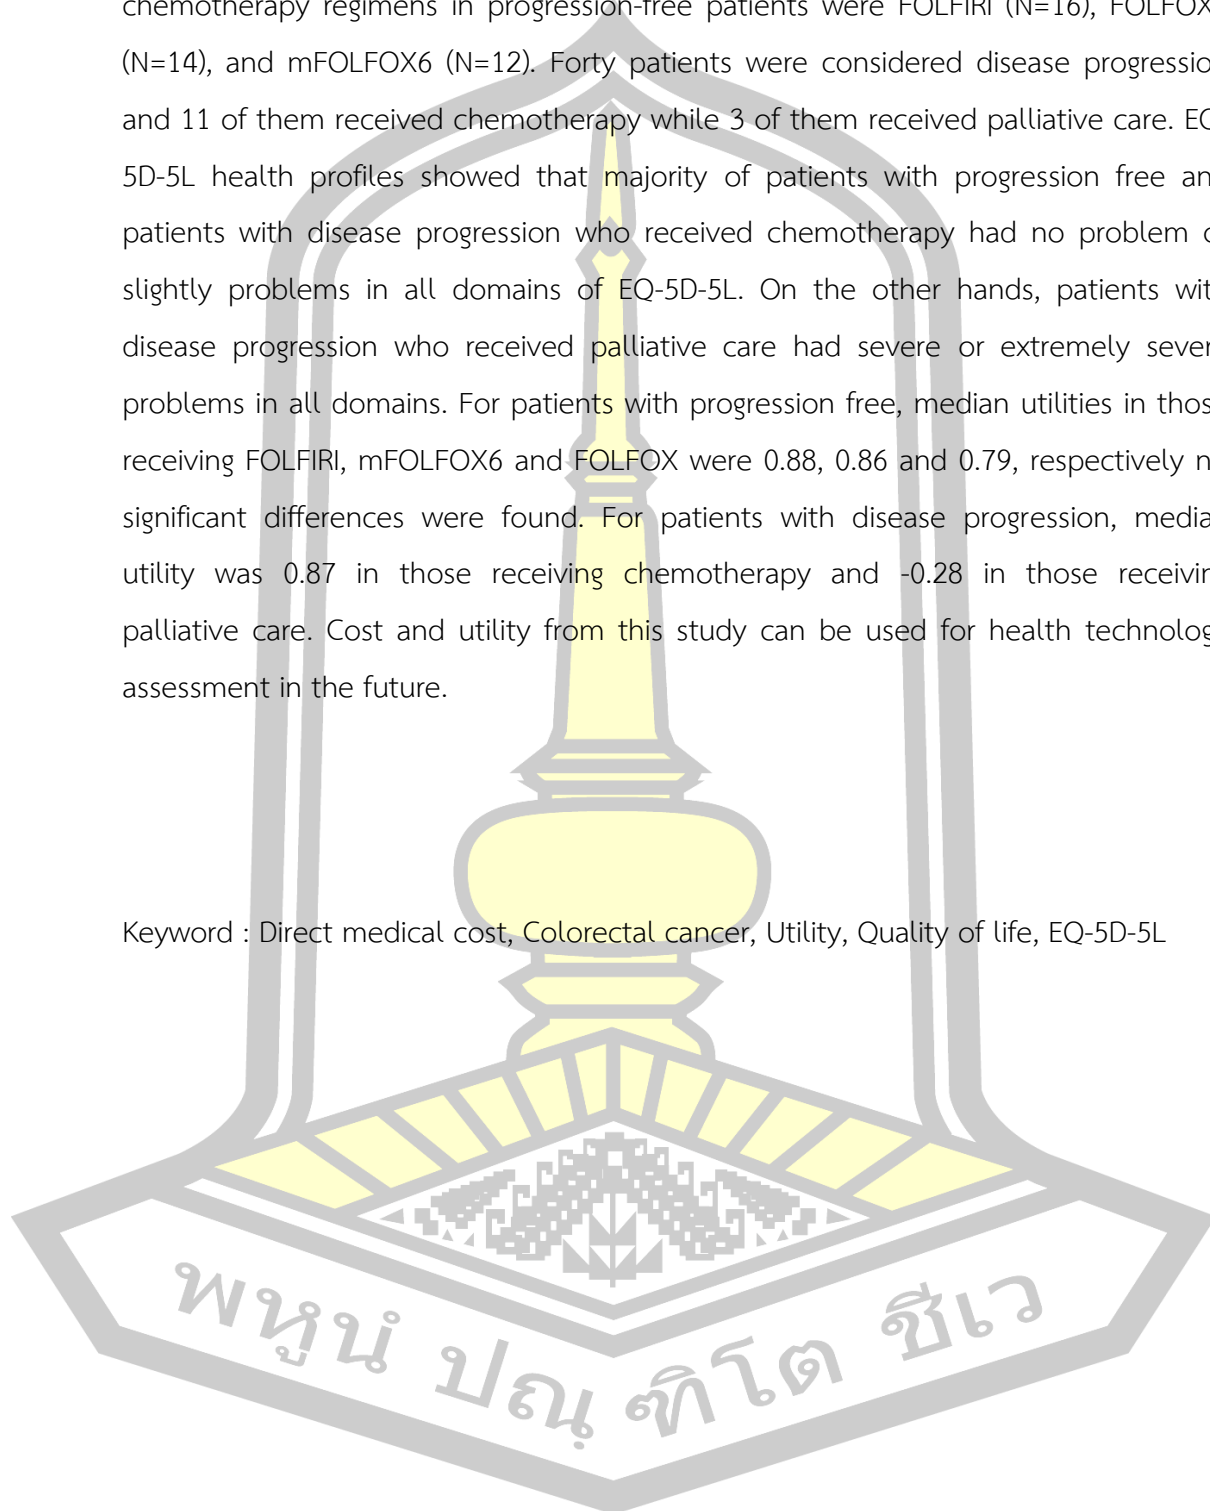 chemotherapy regimens in progression-free patients were FOLFIRI (N=16), FOLFOX
(N=14), and mFOLFOX6 (N=12). Forty patients were considered disease progressio
and 11 of them received chemotherapy while 3 of them received palliative care. EQ
5D-5L health profiles showed that majority of patients with progression free an
patients with disease progression who received chemotherapy had no problem o
slightly problems in all domains of EQ-5D-5L. On the other hands, patients wit
disease progression who received palliative care had severe or extremely sever
problems in all domains. For patients with progression free, median utilities in thos
receiving FOLFIRI, mFOLFOX6 and FOLFOX were 0.88, 0.86 and 0.79, respectively n
significant differences were found. For patients with disease progression, media
utility was 0.87 in those receiving chemotherapy and -0.28 in those receivin
palliative care. Cost and utility from this study can be used for health technolog
assessment in the future.
Keyword : Direct medical cost, Colorectal cancer, Utility, Quality of life, EQ-5D-5L
พหูนํ ปณฺฑิโต ชีเว